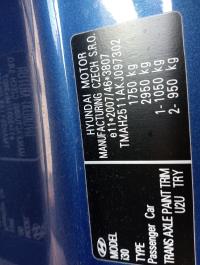 HYUNDAI MOTOR
MANUFACTURING CZECH S.R.O.
e11*2007/46*3807
TMAH2511AKJ097302
1750 kg
2950 kg
1- 1050 kg
2- 950 kg
MODEL i30
TYPE Passenger Car
TRANS AXLE PAINT TRIM
U2U TRY